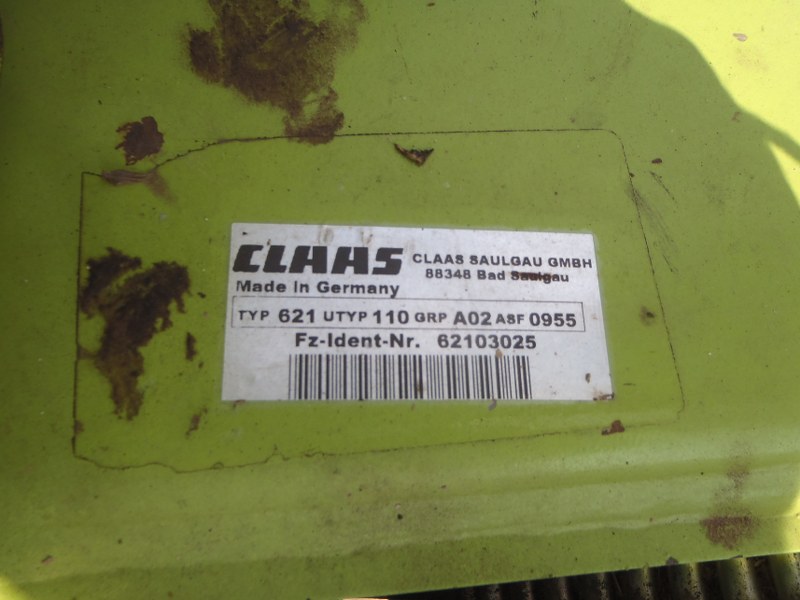 CLAAS CLAAS SAULGAU GMBH
88348 Bad Saulgau
Made In Germany
TYP 621 UTYP 110 GRP A02 ASF 0955
Fz-Ident-Nr. 62103025